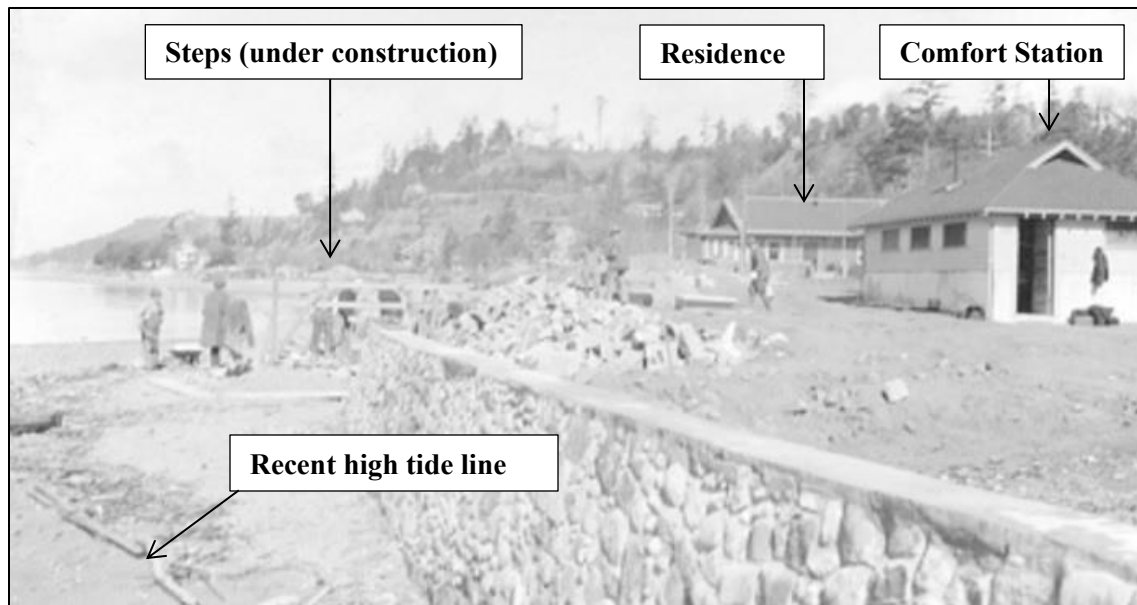 Steps (under construction)
Residence
Comfort Station
Recent high tide line